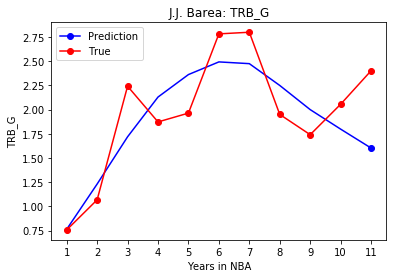 J.J. Barea: TRB_G
Prediction
True
2.75
2.50
2.25
2.00
1.75
1.50
1.25
1.00
0.75
TRB_G
1 2 3 4 5 6 7 8 9 10 11
Years in NBA